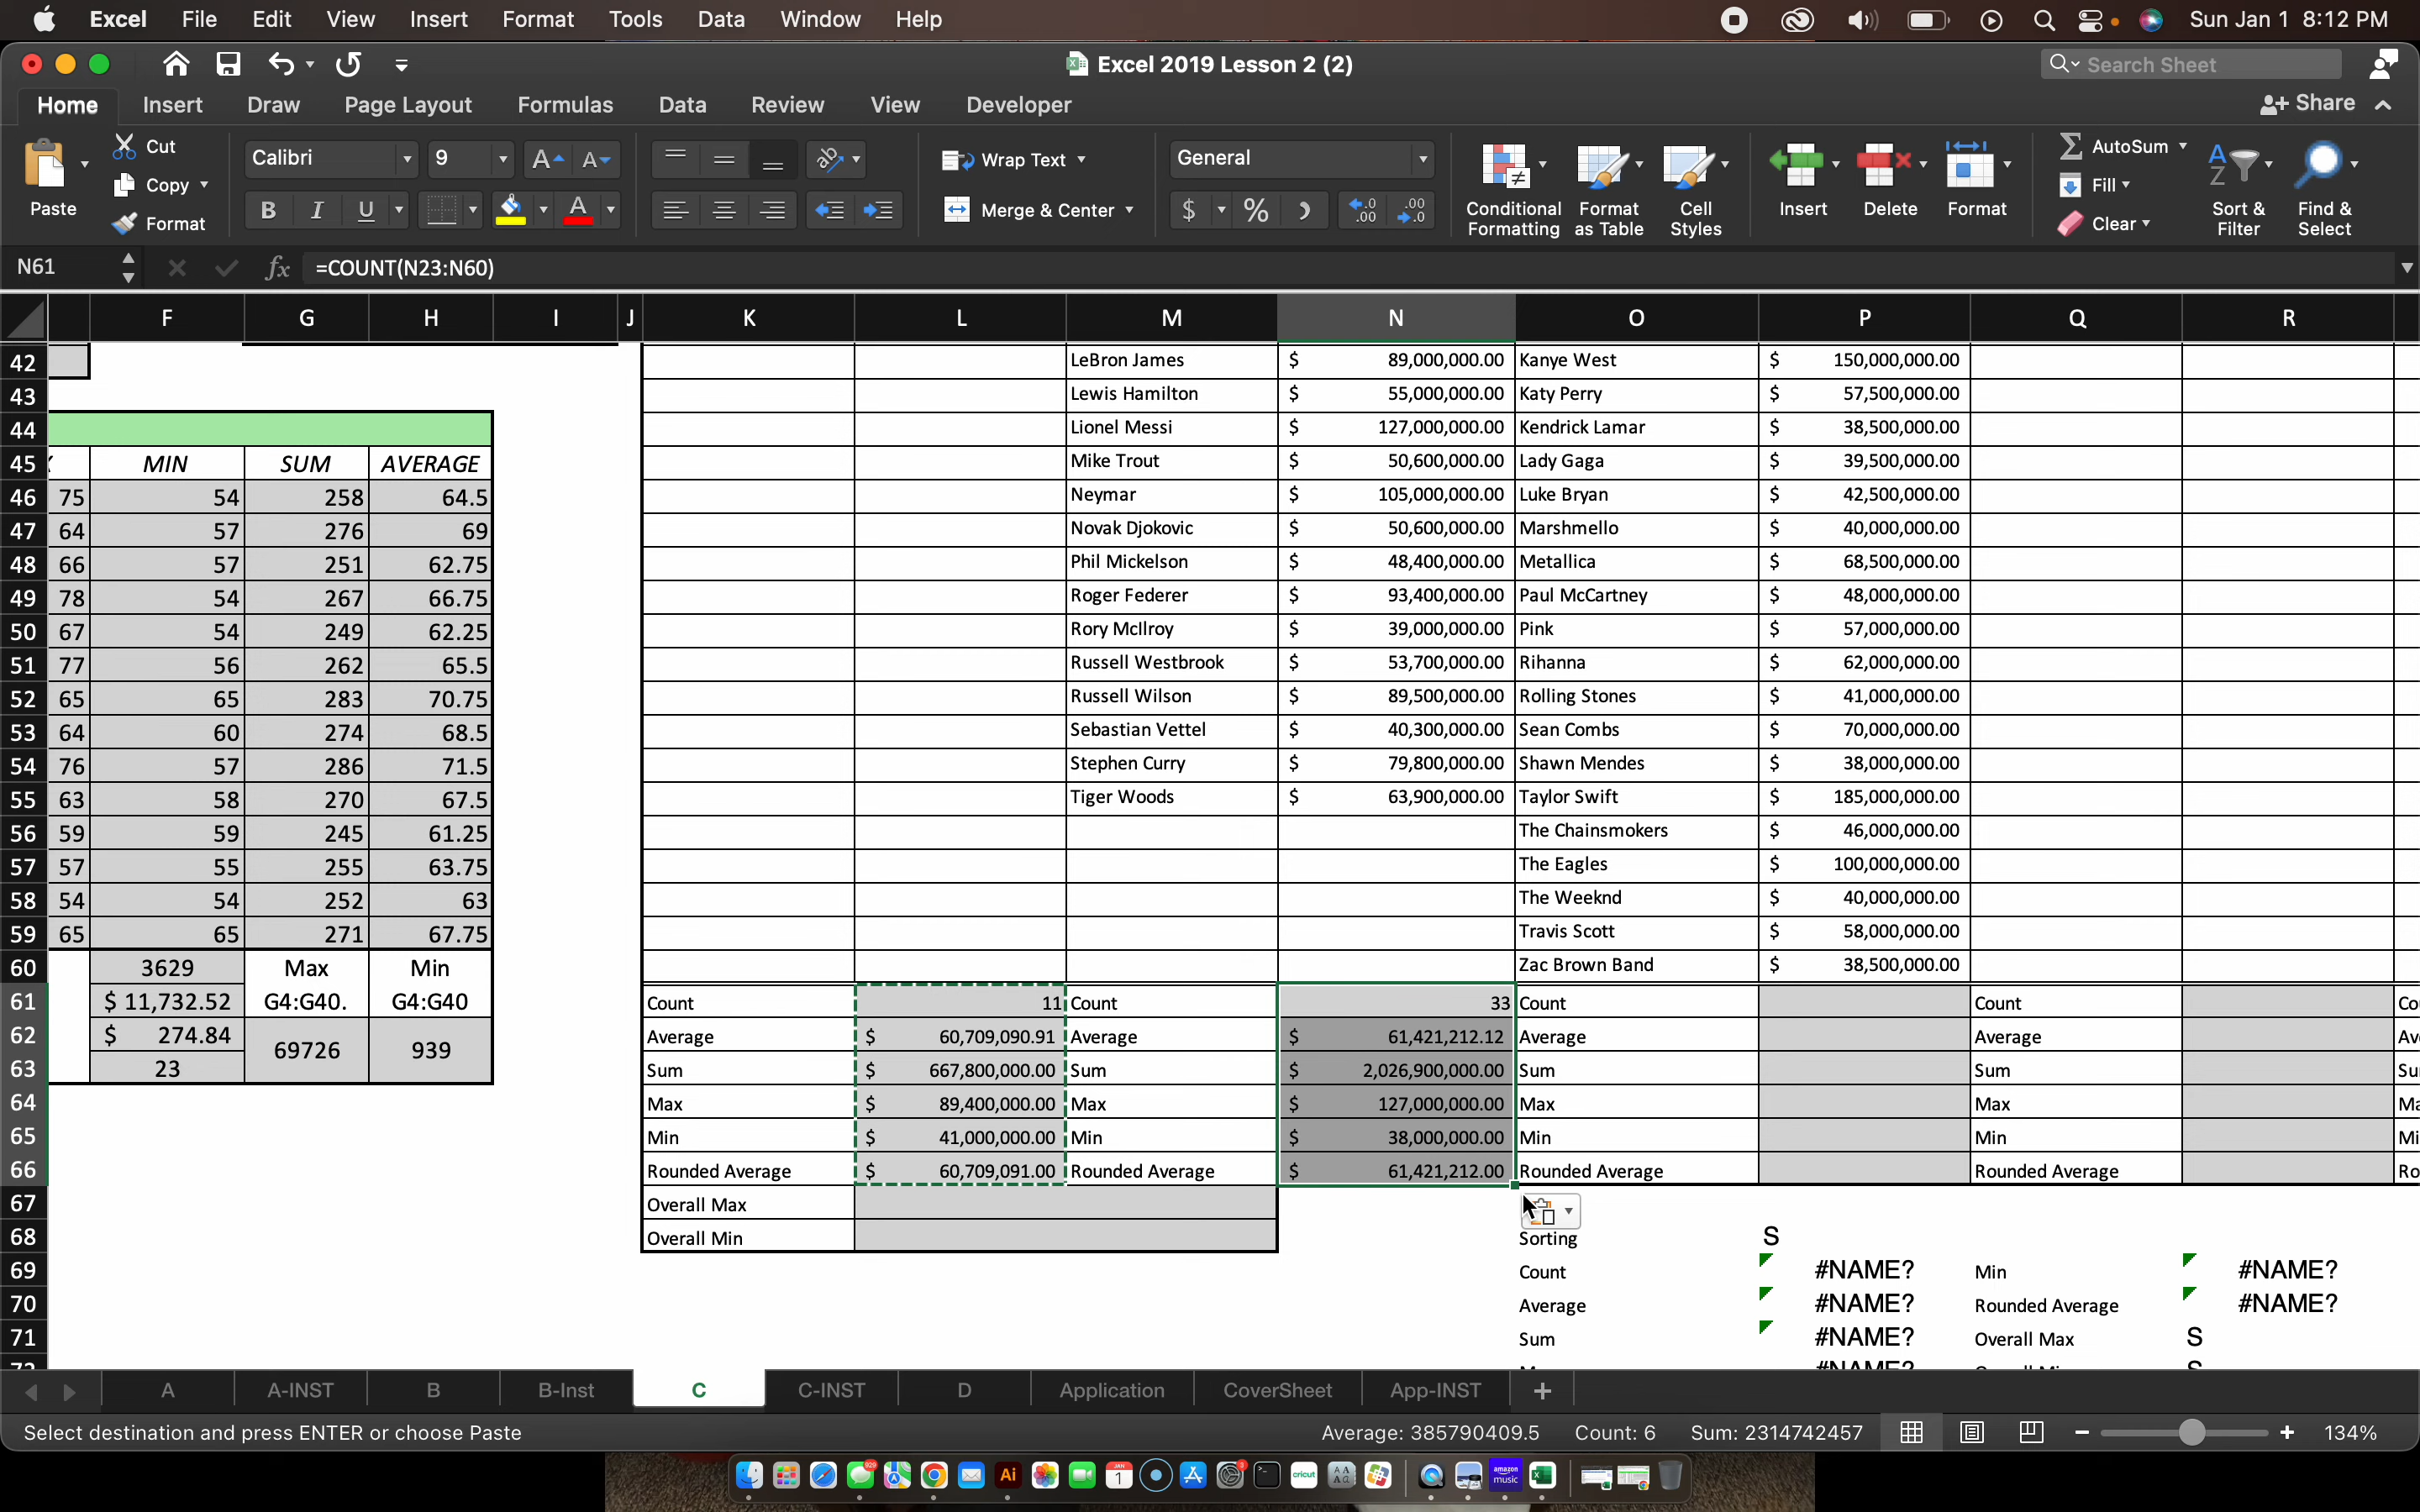 Excel File Edit View Insert Format Tools Data Window Help Sun Jan 1 8:12 PM
Excel 2019 Lesson 2 (2) Search Sheet
Home Insert Draw Page Layout Formulas Data Review View Developer Share
Paste Cut Copy Format
Calibri 9 A A
B I U A
ab Wrap Text
Merge & Center
General
$ % .0 .00 .00 .0
Conditional Formatting
Format as Table
Cell Styles
Insert Delete Format
AutoSum
Fill
Clear
A Z Sort & Filter
Find & Select
N61 fx =COUNT(N23:N60)
F G H I J K L M N O P Q R
42 LeBron James $ 89,000,000.00 Kanye West $ 150,000,000.00
43 Lewis Hamilton $ 55,000,000.00 Katy Perry $ 57,500,000.00
44 Lionel Messi $ 127,000,000.00 Kendrick Lamar $ 38,500,000.00
45 MIN SUM AVERAGE Mike Trout $ 50,600,000.00 Lady Gaga $ 39,500,000.00
46 75 54 258 64.5 Neymar $ 105,000,000.00 Luke Bryan $ 42,500,000.00
47 64 57 276 69 Novak Djokovic $ 50,600,000.00 Marshmello $ 40,000,000.00
48 66 57 251 62.75 Phil Mickelson $ 48,400,000.00 Metallica $ 68,500,000.00
49 78 54 267 66.75 Roger Federer $ 93,400,000.00 Paul McCartney $ 48,000,000.00
50 67 54 249 62.25 Rory McIlroy $ 39,000,000.00 Pink $ 57,000,000.00
51 77 56 262 65.5 Russell Westbrook $ 53,700,000.00 Rihanna $ 62,000,000.00
52 65 65 283 70.75 Russell Wilson $ 89,500,000.00 Rolling Stones $ 41,000,000.00
53 64 60 274 68.5 Sebastian Vettel $ 40,300,000.00 Sean Combs $ 70,000,000.00
54 76 57 286 71.5 Stephen Curry $ 79,800,000.00 Shawn Mendes $ 38,000,000.00
55 63 58 270 67.5 Tiger Woods $ 63,900,000.00 Taylor Swift $ 185,000,000.00
56 59 59 245 61.25 The Chainsmokers $ 46,000,000.00
57 57 55 255 63.75 The Eagles $ 100,000,000.00
58 54 54 252 63 The Weeknd $ 40,000,000.00
59 65 65 271 67.75 Travis Scott $ 58,000,000.00
60 3629 Max Min Zac Brown Band $ 38,500,000.00
61 $ 11,732.52 G4:G40. G4:G40 Count 11 Count 33 Count Count Co
62 $ 274.84 69726 939 Average $ 60,709,090.91 Average $ 61,421,212.12 Average Average Av
63 23 Sum $ 667,800,000.00 Sum $ 2,026,900,000.00 Sum Sum Su
64 Max $ 89,400,000.00 Max $ 127,000,000.00 Max Max Ma
65 Min $ 41,000,000.00 Min $ 38,000,000.00 Min Min Mi
66 Rounded Average $ 60,709,091.00 Rounded Average $ 61,421,212.00 Rounded Average Rounded Average Ro
67 Overall Max
68 Overall Min Sorting S
69 Count #NAME? Min #NAME?
70 Average #NAME? Rounded Average #NAME?
71 Sum #NAME? Overall Max S
A A-INST B B-Inst C C-INST D Application CoverSheet App-INST +
Select destination and press ENTER or choose Paste Average: 385790409.5 Count: 6 Sum: 2314742457 134%
JAN 1 Ai cricut amazon music